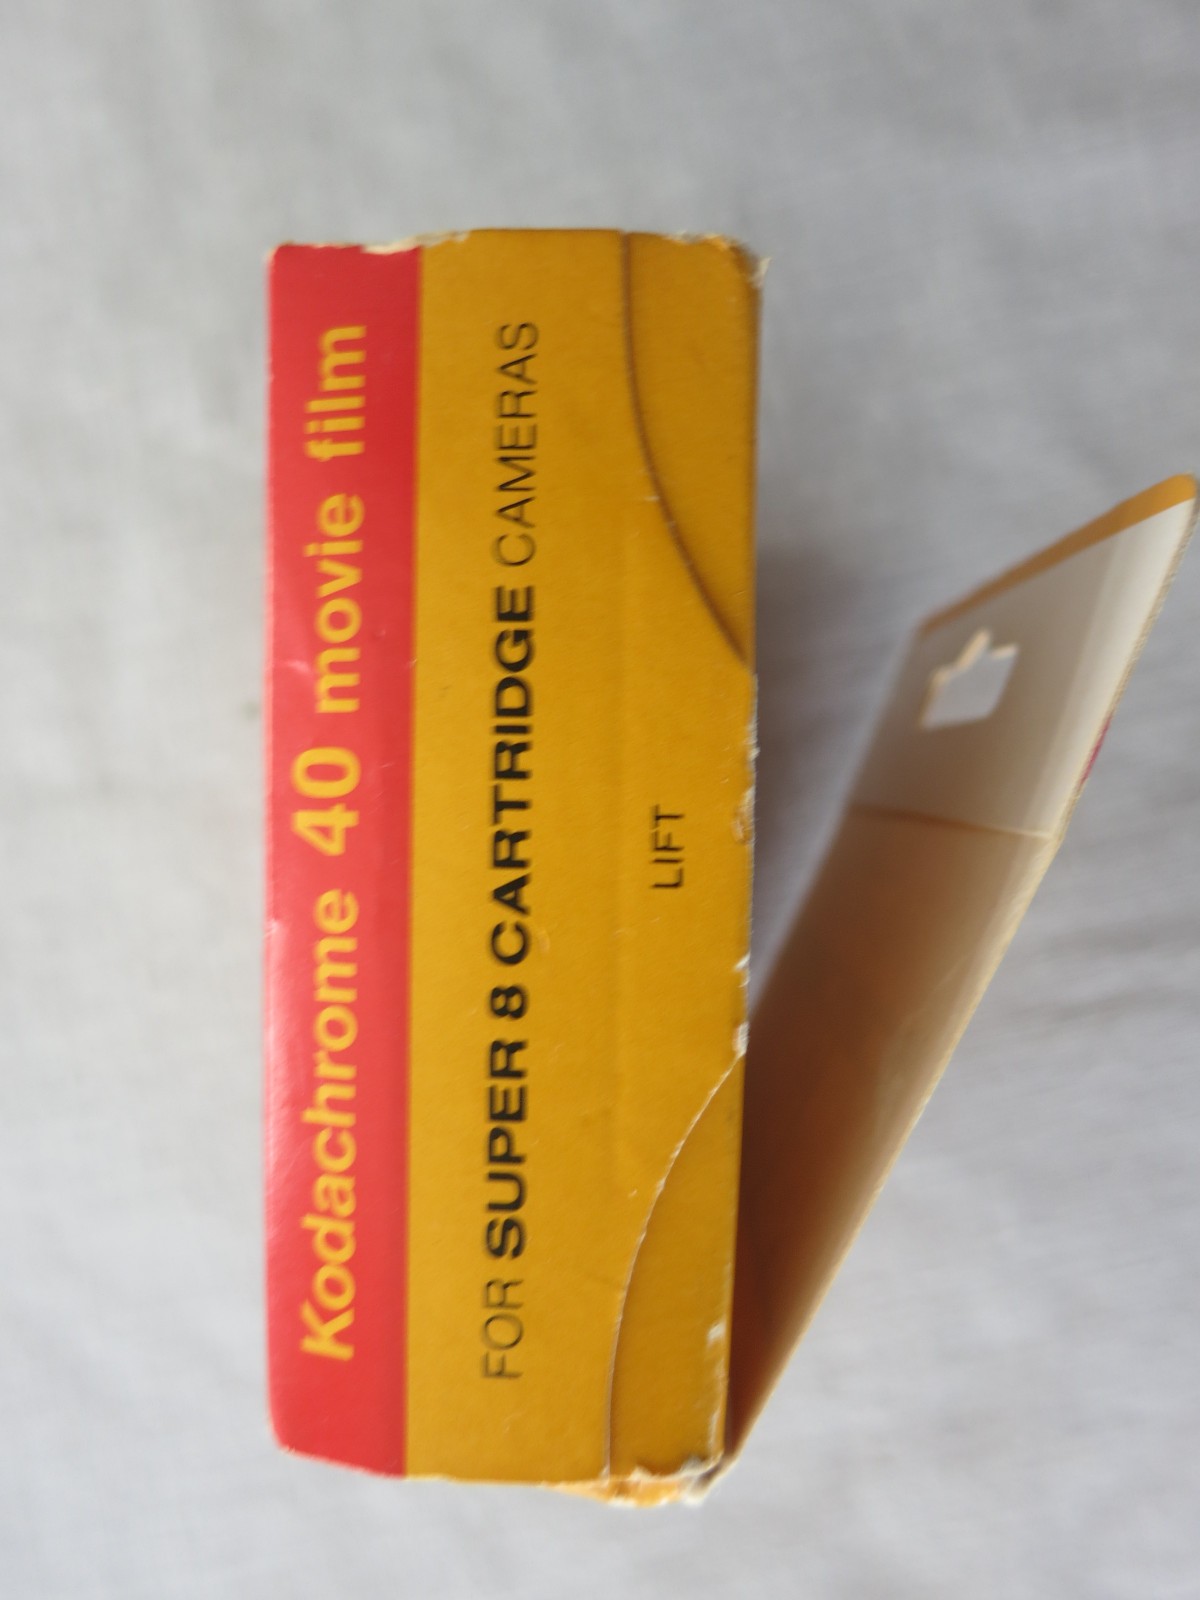 Kodachrome 40 movie film
FOR SUPER 8 CARTRIDGE CAMERAS
LIFT